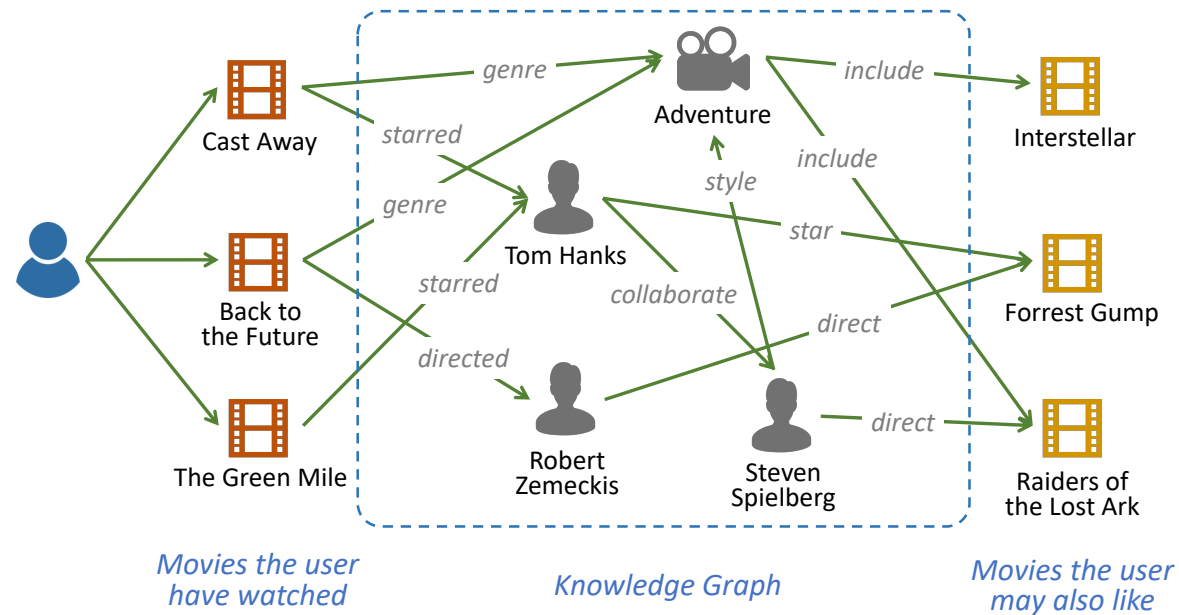 genre
include
Cast Away
Adventure
Interstellar
starred
include
genre
style
Tom Hanks
star
starred
collaborate
Back to
the Future
direct
Forrest Gump
directed
direct
The Green Mile
Robert
Zemeckis
Steven
Spielberg
Raiders of
the Lost Ark
Movies the user
have watched
Knowledge Graph
Movies the user
may also like